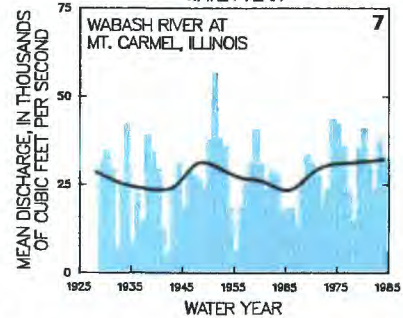 75
WABASH RIVER AT
MT. CARMEL, ILLINOIS
7
MEAN DISCHARGE, IN THOUSANDS
OF CUBIC FEET PER SECOND
50
25
0
1925 1935 1945 1955 1965 1975 1985
WATER YEAR